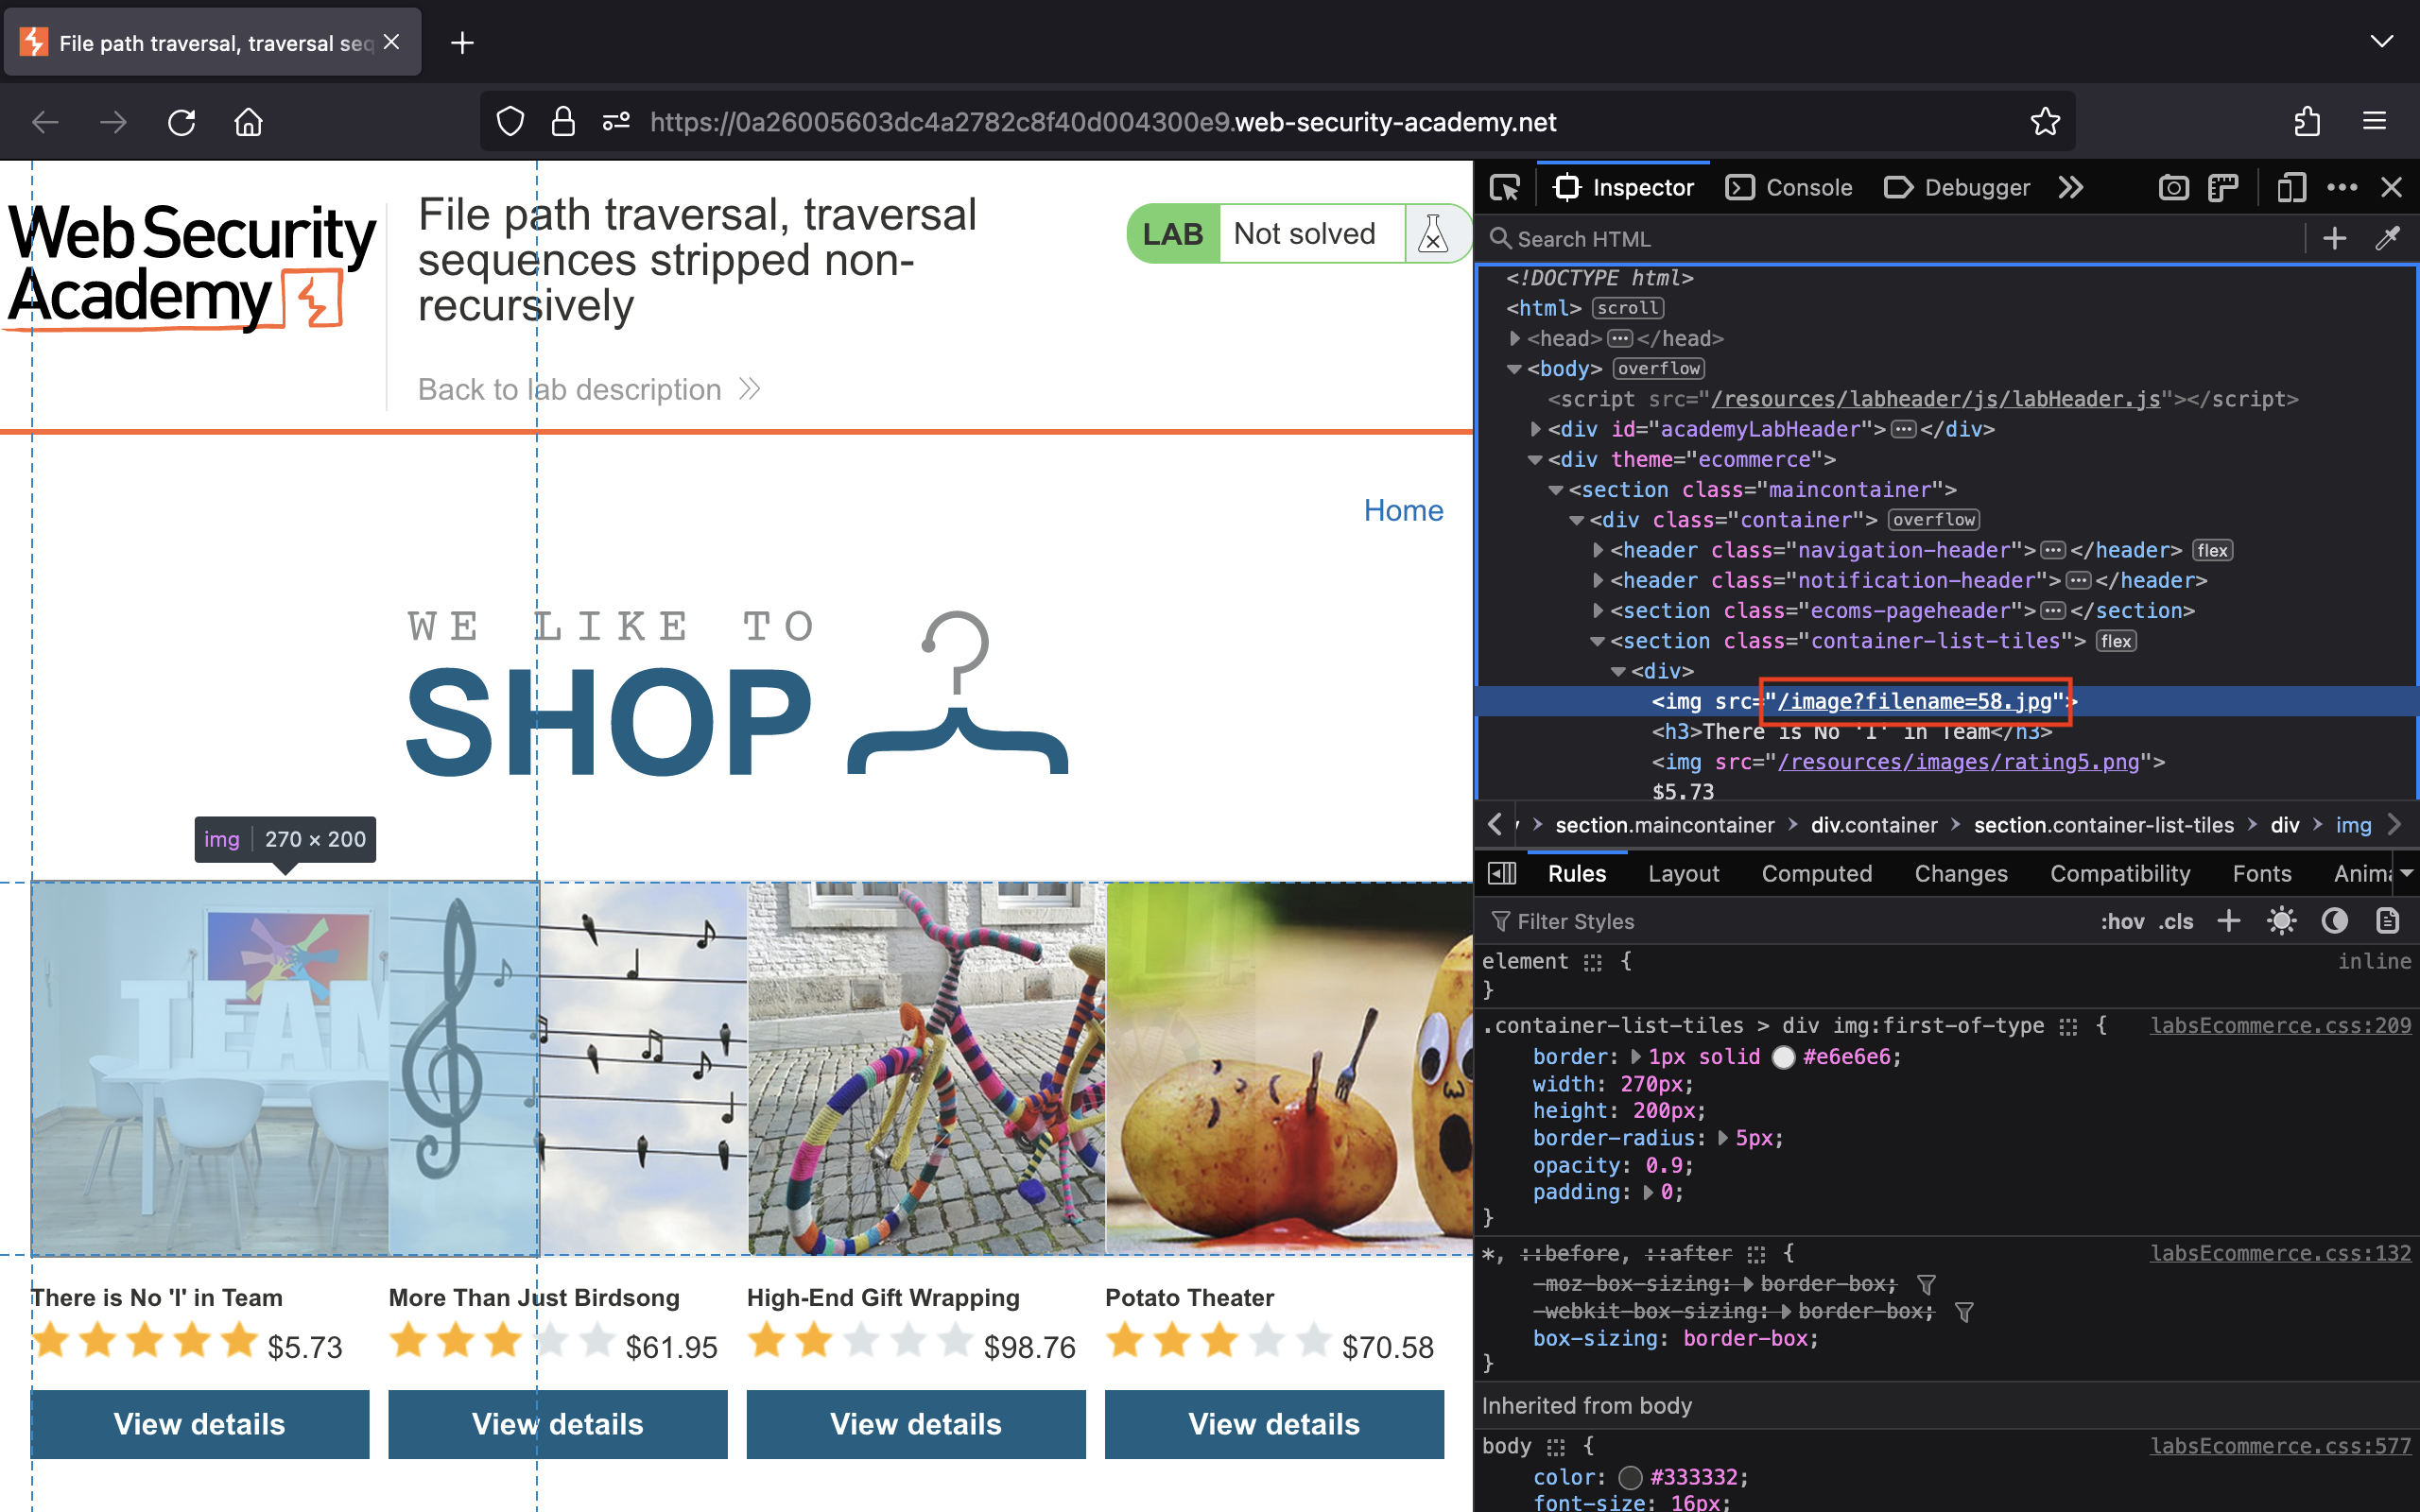 File path traversal, traversal seq
https://0a26005603dc4a2782c8f40d004300e9.web-security-academy.net
Web Security
Academy
File path traversal, traversal
sequences stripped non-
recursively
Back to lab description
LAB Not solved
Home
WE LIKE TO
SHOP
img 270 × 200
TEAM
There is No 'I' in Team
$5.73
View details
More Than Just Birdsong
$61.95
View details
High-End Gift Wrapping
$98.76
View details
Potato Theater
$70.58
View details
Inspector Console Debugger
Search HTML
<!DOCTYPE html>
<html> scroll
<head> ••• </head>
<body> overflow
<script src="/resources/labheader/js/labHeader.js"></script>
<div id="academyLabHeader"> ••• </div>
<div theme="ecommerce">
<section class="maincontainer">
<div class="container"> overflow
<header class="navigation-header"> ••• </header> flex
<header class="notification-header"> ••• </header>
<section class="ecoms-pageheader"> ••• </section>
<section class="container-list-tiles"> flex
<div>
<img src="/image?filename=58.jpg">
<h3>There is No 'I' in Team</h3>
<img src="/resources/images/rating5.png">
$5.73
section.maincontainer > div.container > section.container-list-tiles > div > img
Rules Layout Computed Changes Compatibility Fonts Anima
Filter Styles :hov .cls
element { inline
}
.container-list-tiles > div img:first-of-type { labsEcommerce.css:209
border: 1px solid #e6e6e6;
width: 270px;
height: 200px;
border-radius: 5px;
opacity: 0.9;
padding: 0;
}
*, ::before, ::after { labsEcommerce.css:132
-moz-box-sizing: border-box;
-webkit-box-sizing: border-box;
box-sizing: border-box;
}
Inherited from body
body { labsEcommerce.css:577
color: #333332;
font-size: 16px;